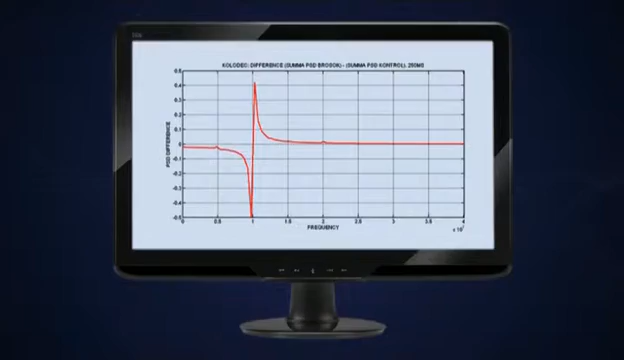 KOLODEC: DIFFERENCE (SUMMA PSD BROSOK) - (SUMMA PSD KONTROL). 250MS
0.5
0.4
0.3
0.2
0.1
0
-0.1
-0.2
-0.3
-0.4
-0.5
PSD DIFFERENCE
0 0.5 1 1.5 2 2.5 3 3.5 4
FREQUENCY